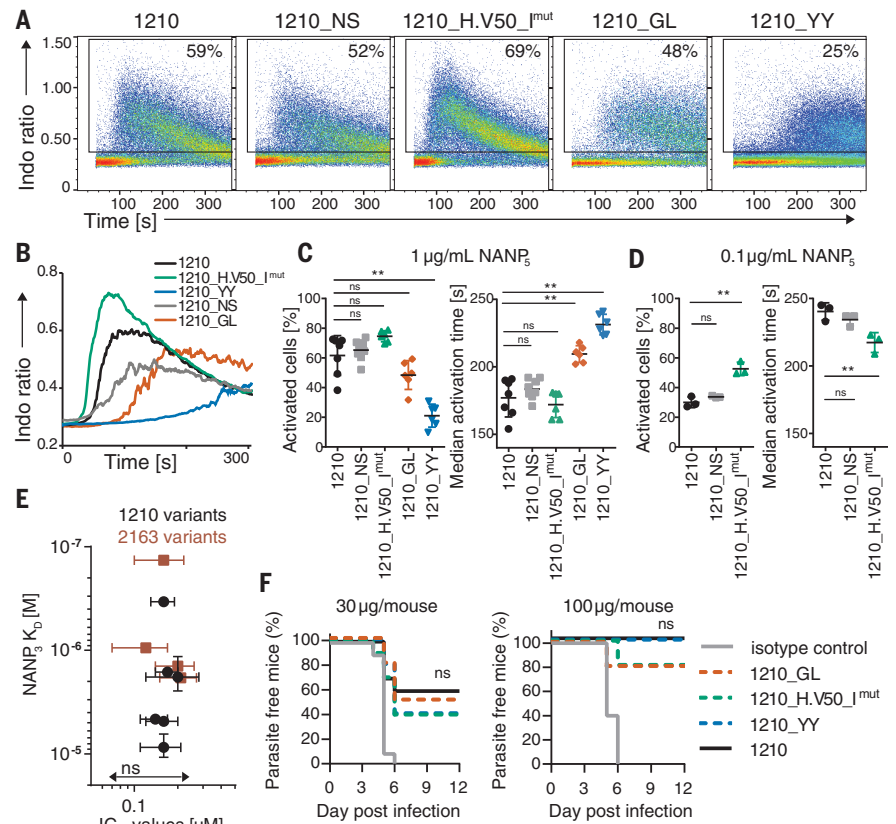 A
1210
1210_NS
1210_H.V50_I^mut
1210_GL
1210_YY
59%
52%
69%
48%
25%
Indo ratio
1.50
1.00
0.50
0
100 200 300
100 200 300
100 200 300
100 200 300
100 200 300
Time [s]
B
Indo ratio
0.8
0.6
0.4
0.2
0
300
Time [s]
1210
1210_H.V50_I^mut
1210_YY
1210_NS
1210_GL
C
1 µg/mL NANP₅
Activated cells [%]
100
80
60
40
20
0
**
ns
ns
ns
1210
1210_NS
1210_H.V50_I^mut
1210_GL
1210_YY
Median activation time [s]
250
200
150
**
**
ns
ns
1210
1210_NS
1210_H.V50_I^mut
1210_GL
1210_YY
D
0.1µg/mL NANP₅
Activated cells [%]
100
80
60
40
20
0
**
ns
1210
1210_NS
1210_H.V50_I^mut
Median activation time [s]
250
200
150
**
ns
1210
1210_NS
1210_H.V50_I^mut
E
1210 variants
2163 variants
NANP₃ K_D [M]
10⁻⁷
10⁻⁶
10⁻⁵
ns
0.1
F
30µg/mouse
Parasite free mice (%)
100
80
60
40
20
0
ns
0 3 6 9 12
Day post infection
100µg/mouse
Parasite free mice (%)
100
80
60
40
20
0
ns
0 3 6 9 12
Day post infection
isotype control
1210_GL
1210_H.V50_I^mut
1210_YY
1210